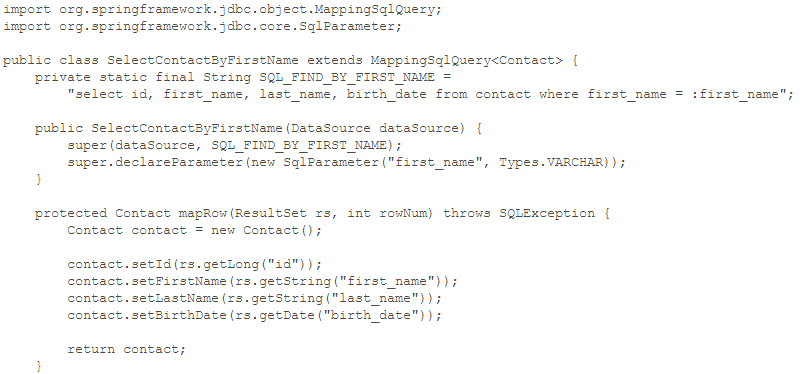 import org.springframework.jdbc.object.MappingSqlQuery;
import org.springframework.jdbc.core.SqlParameter;

public class SelectContactByFirstName extends MappingSqlQuery<Contact> {
    private static final String SQL_FIND_BY_FIRST_NAME =
        "select id, first_name, last_name, birth_date from contact where first_name = :first_name";

    public SelectContactByFirstName(DataSource dataSource) {
        super(dataSource, SQL_FIND_BY_FIRST_NAME);
        super.declareParameter(new SqlParameter("first_name", Types.VARCHAR));
    }

    protected Contact mapRow(ResultSet rs, int rowNum) throws SQLException {
        Contact contact = new Contact();

        contact.setId(rs.getLong("id"));
        contact.setFirstName(rs.getString("first_name"));
        contact.setLastName(rs.getString("last_name"));
        contact.setBirthDate(rs.getDate("birth_date"));

        return contact;
    }